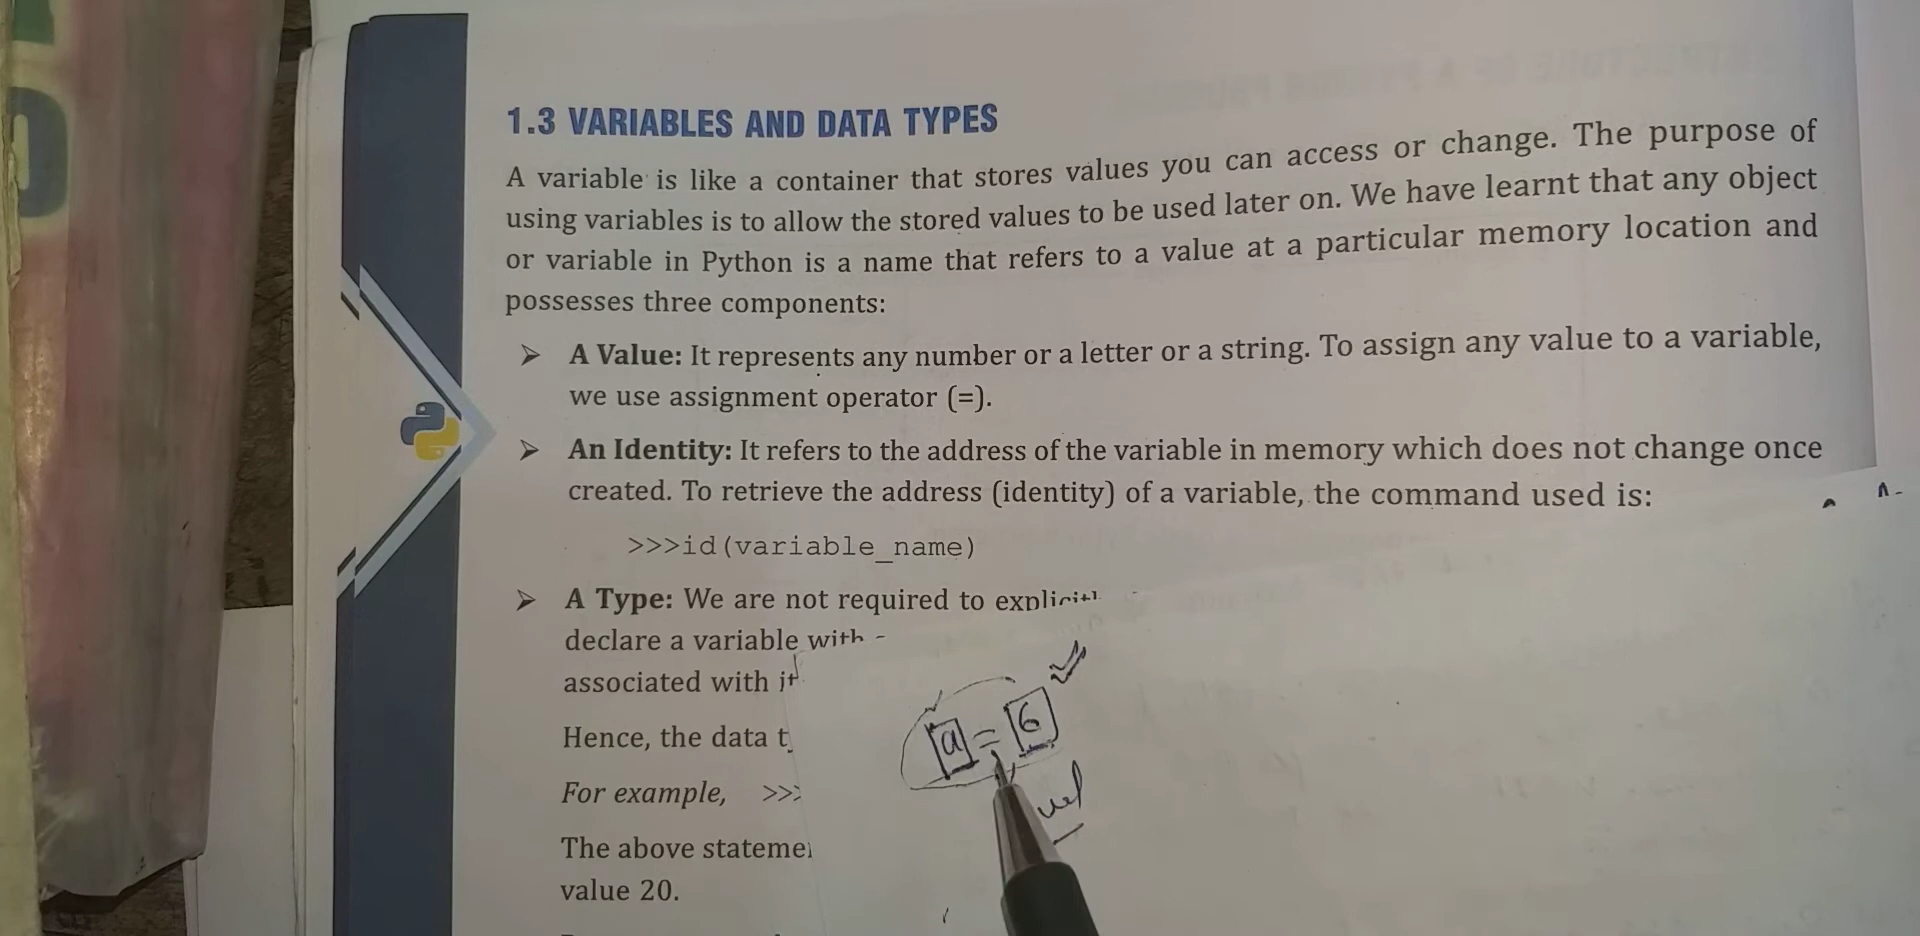 1.3 VARIABLES AND DATA TYPES
A variable is like a container that stores values you can access or change. The purpose of
using variables is to allow the stored values to be used later on. We have learnt that any object
or variable in Python is a name that refers to a value at a particular memory location and
possesses three components:
➢ A Value: It represents any number or a letter or a string. To assign any value to a variable,
we use assignment operator (=).
➢ An Identity: It refers to the address of the variable in memory which does not change once
created. To retrieve the address (identity) of a variable, the command used is:
>>>id(variable_name)
➢ A Type: We are not required to
declare a variable with
associated with it
Hence, the data
For example, >>>
The above
value 20.
a = 6